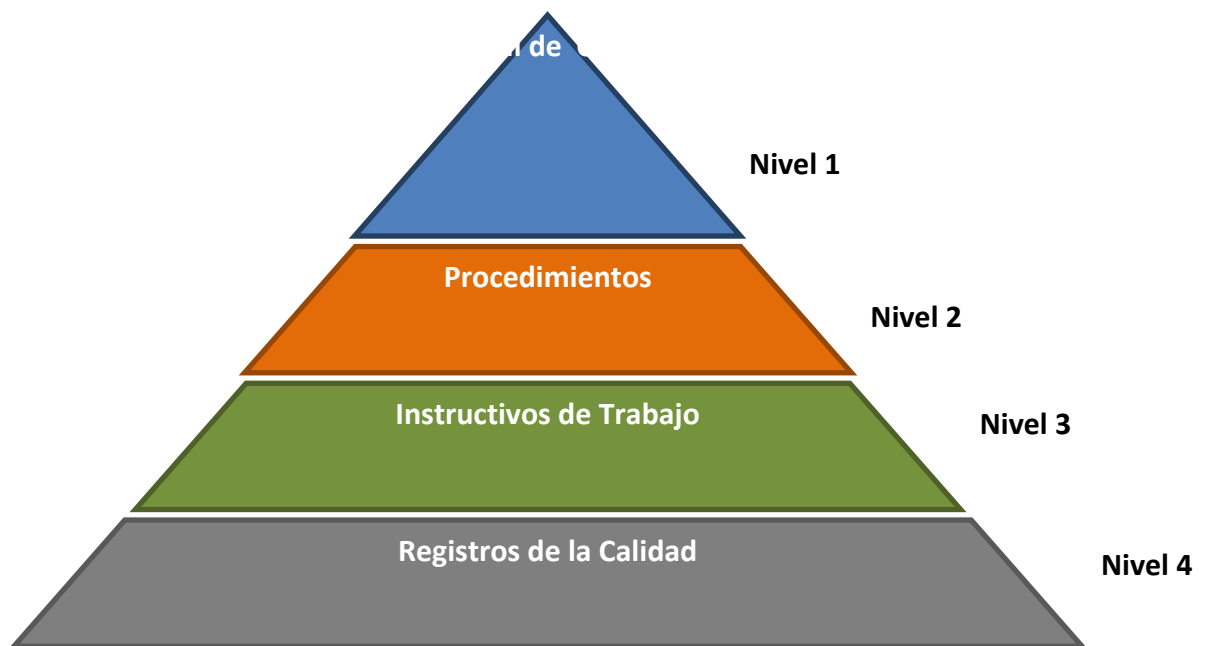 de
Nivel 1
Procedimientos
Nivel 2
Instructivos de Trabajo
Nivel 3
Registros de la Calidad
Nivel 4